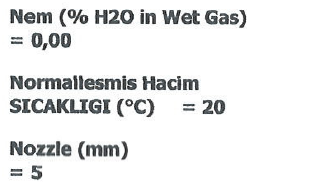 Nem (% H2O in Wet Gas)
= 0,00
Normallesmis Hacim
SICAKLIGI (°C) = 20
Nozzle (mm)
= 5